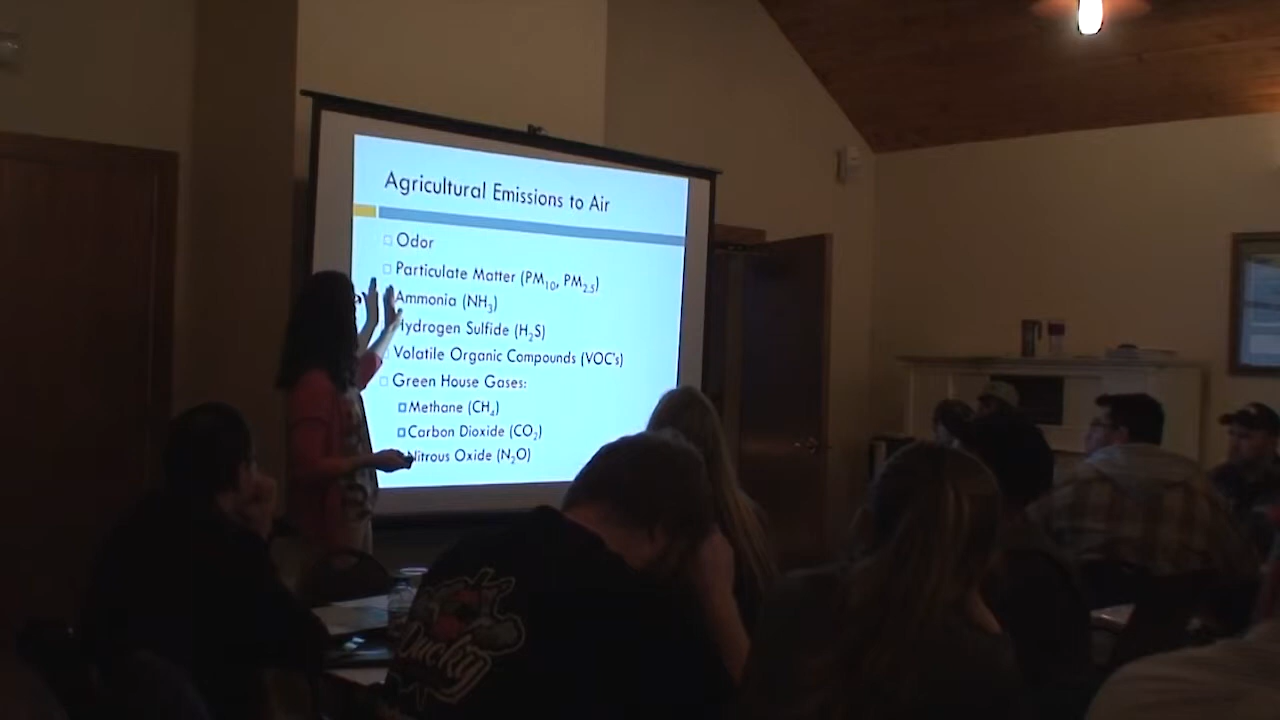 Agricultural Emissions to Air
Odor
Particulate Matter (PM10, PM2.5)
Ammonia (NH3)
Hydrogen Sulfide (H2S)
Volatile Organic Compounds (VOC's)
Green House Gases:
Methane (CH4)
Carbon Dioxide (CO2)
Nitrous Oxide (N2O)